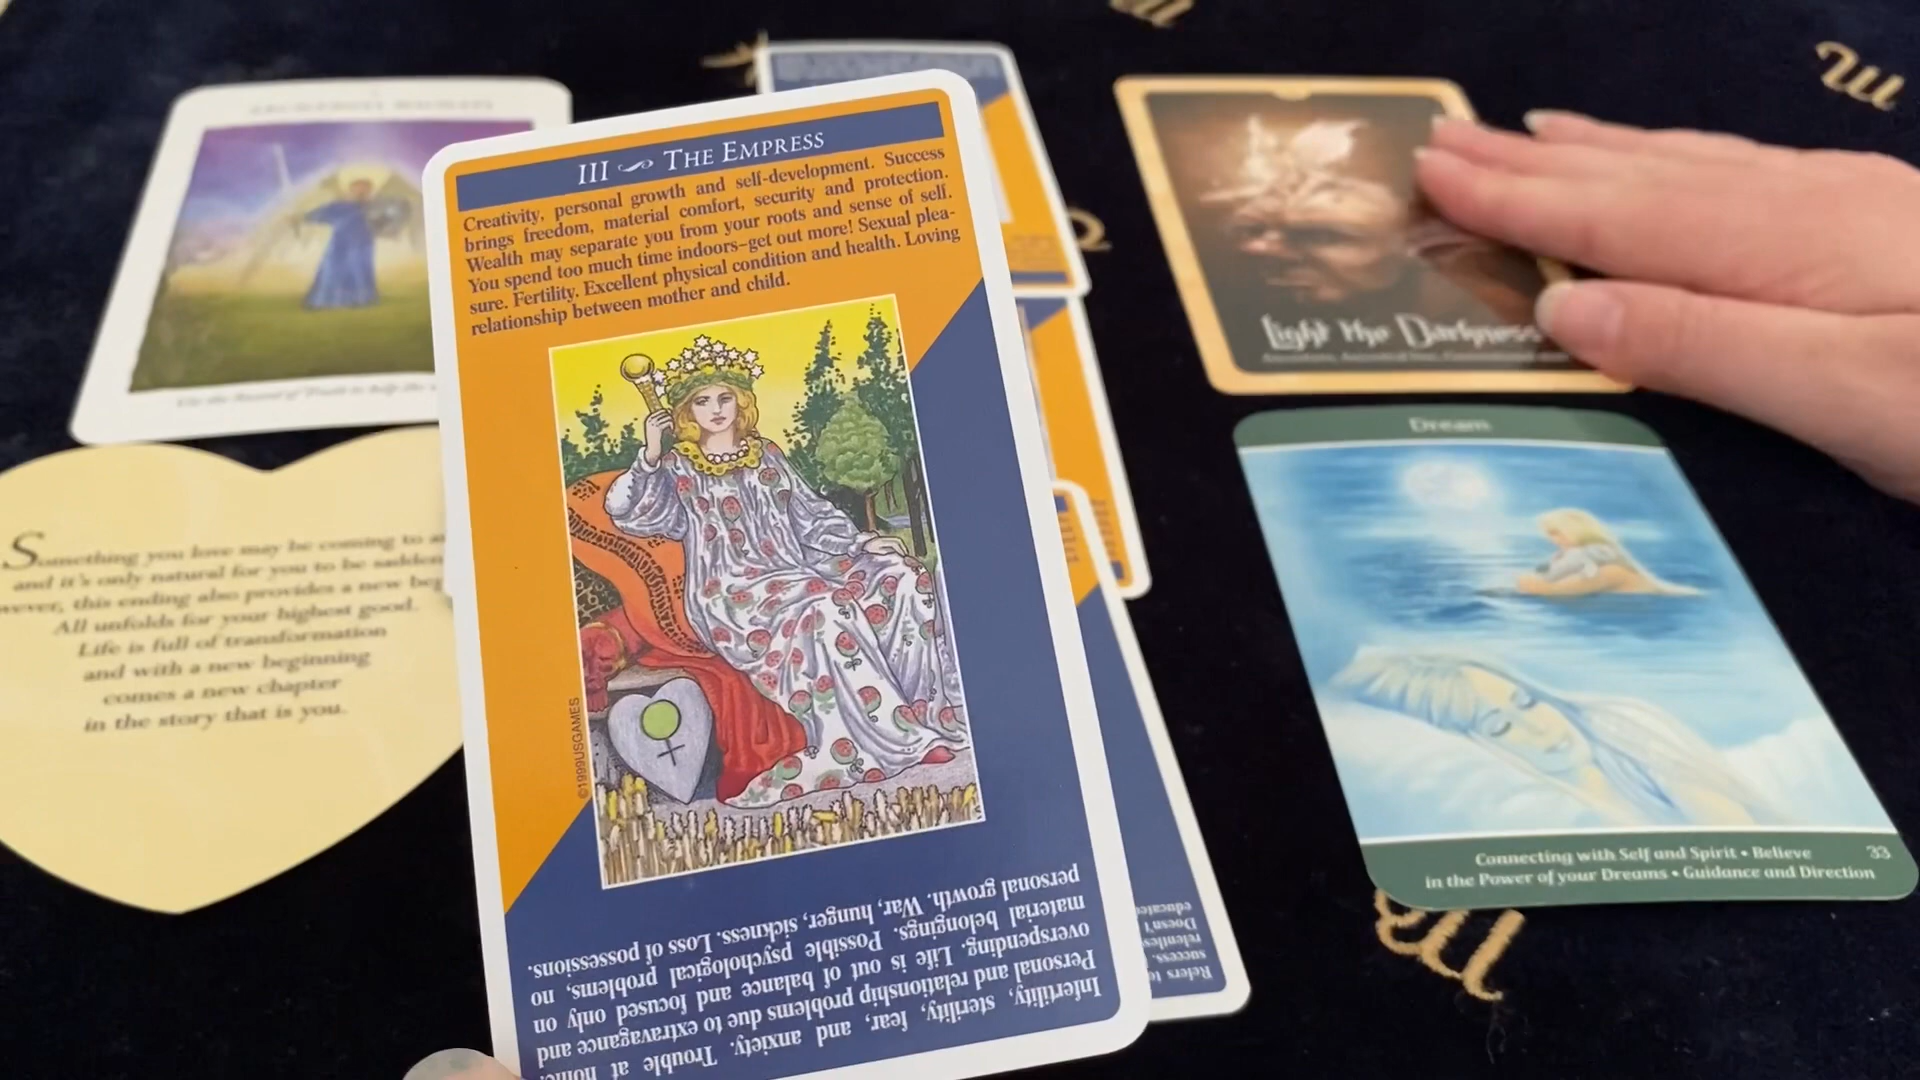 III THE EMPRESS
Creativity, personal growth and self-development. Success
brings freedom, material comfort, security and protection.
Wealth may separate you from your roots and sense of self.
You spend too much time indoors–get out more! Sexual plea-
sure. Fertility. Excellent physical condition and health. Loving
relationship between mother and child.
©1999USGAMES
Infertility, sterility, fear, and anxiety. Trouble at home.
Personal and relationship problems due to extravagance and
overspending. Life is out of balance and focused only on
material belongings. Possible psychological problems, no
personal growth. War, hunger, sickness. Loss of possessions.
Something you love may be coming to
and it's only natural for you to be
this ending also provides a new
All unfolds for your highest good.
Life is full of transformation
and with a new beginning
comes a new chapter
in the story that is you.
Light the Darkness
Dream
Connecting with Self and Spirit • Believe
in the Power of your Dreams • Guidance and Direction
33
Refers to
success.
relentless
Doesn't